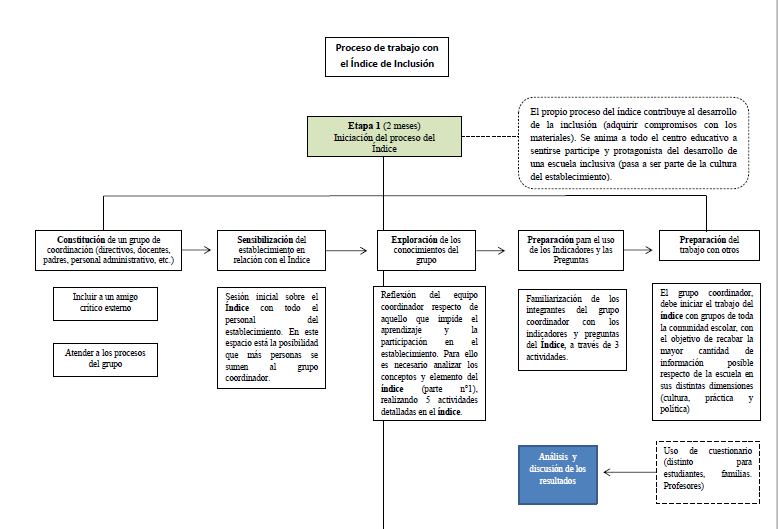 Proceso de trabajo con
el Índice de Inclusión
Etapa 1 (2 meses)
Iniciación del proceso del
Índice
El propio proceso del índice contribuye al desarrollo
de la inclusión (adquirir compromisos con los
materiales). Se anima a todo el centro educativo a
sentirse participe y protagonista del desarrollo de
una escuela inclusiva (pasa a ser parte de la cultura
del establecimiento).
Constitución de un grupo de
coordinación (directivos, docentes,
padres, personal administrativo, etc.)
Incluir a un amigo
crítico externo
Atender a los procesos
del grupo
Sensibilización del
establecimiento en
relación con el Índice
Sesión inicial sobre el
Índice con todo el
personal del
establecimiento. En este
espacio está la posibilidad
que más personas se
sumen al grupo
coordinador.
Exploración de los
conocimientos del
grupo
Reflexión del equipo
coordinador respecto de
aquello que impide el
aprendizaje y la
participación en el
establecimiento. Para ello
es necesario analizar los
conceptos y elemento del
índice (parte n°1),
realizando 5 actividades
detalladas en el índice.
Preparación para el uso
de los Indicadores y las
Preguntas
Familiarización de los
integrantes del grupo
coordinador con los
indicadores y preguntas
del Índice, a través de 3
actividades.
Preparación del
trabajo con otros
El grupo coordinador,
debe iniciar el trabajo del
índice con grupos de toda
la comunidad escolar, con
el objetivo de recabar la
mayor cantidad de
información posible
respecto de la escuela en
sus distintas dimensiones
(cultura, práctica y
política)
Uso de cuestionario
(distinto para
estudiantes, familias.
Profesores)
Análisis y
discusión de los
resultados